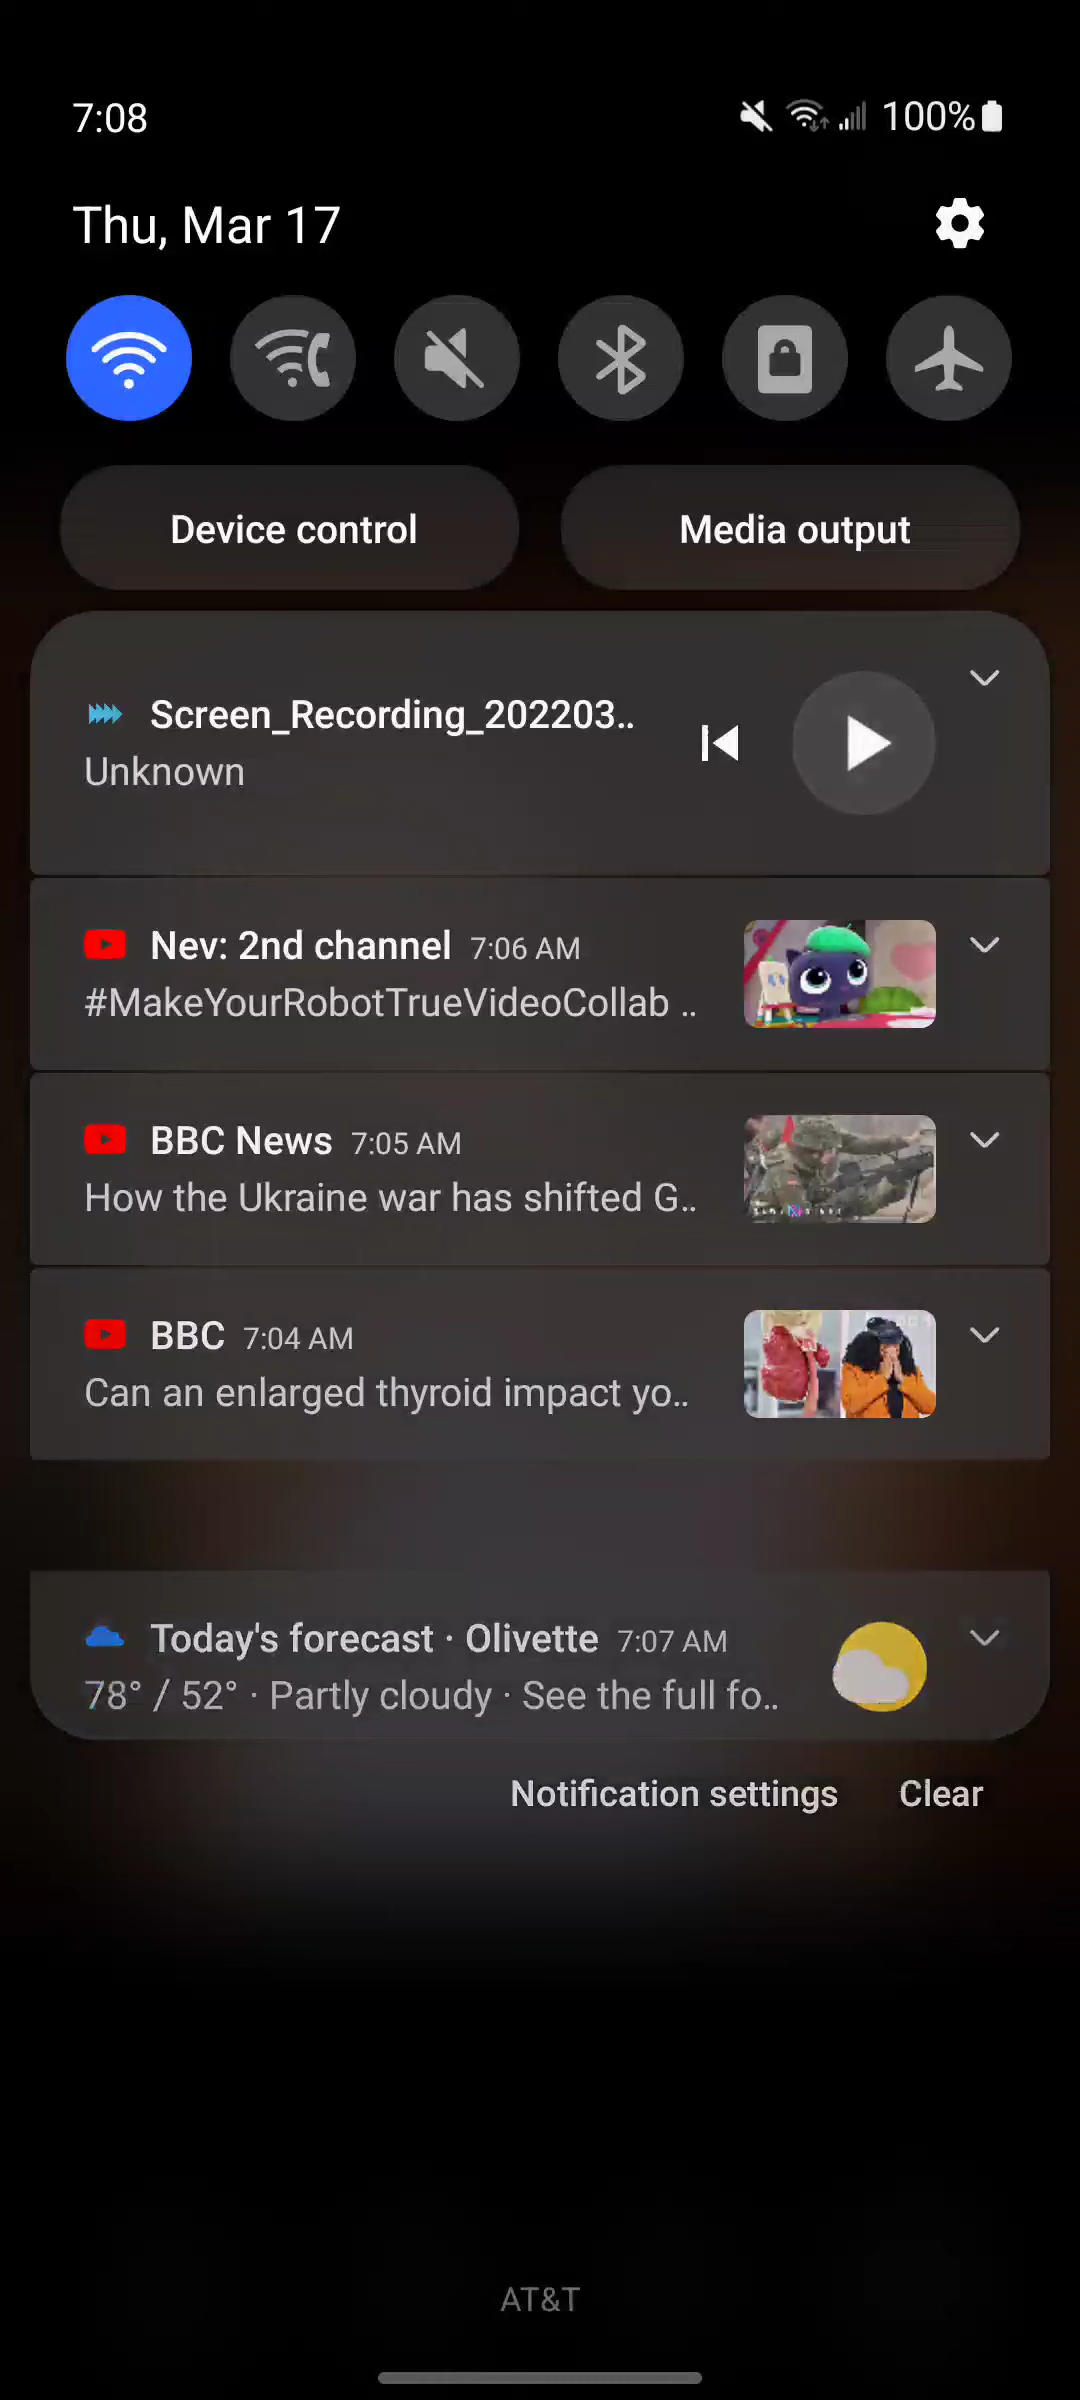 7:08
100%
Thu, Mar 17
Device control
Media output
Screen_Recording_202203..
Unknown
Nev: 2nd channel 7:06 AM
#MakeYourRobotTrueVideoCollab ..
BBC News 7:05 AM
How the Ukraine war has shifted G..
BBC 7:04 AM
Can an enlarged thyroid impact yo..
Today's forecast · Olivette 7:07 AM
78° / 52° · Partly cloudy · See the full fo..
Notification settings
Clear
AT&T